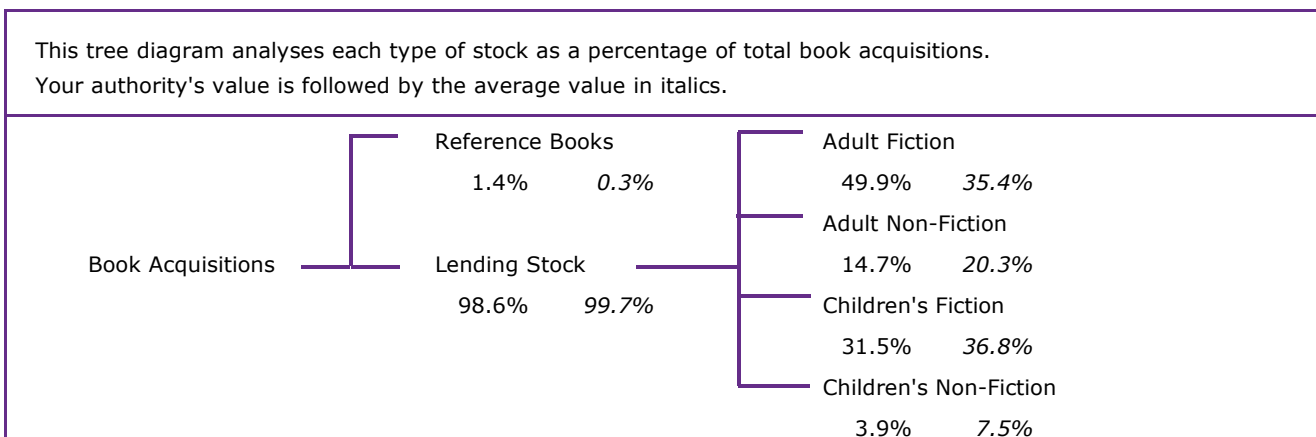 This tree diagram analyses each type of stock as a percentage of total book acquisitions.
Your authority's value is followed by the average value in italics.
Reference Books
1.4% 0.3%
Book Acquisitions
Lending Stock
98.6% 99.7%
Adult Fiction
49.9% 35.4%
Adult Non-Fiction
14.7% 20.3%
Children's Fiction
31.5% 36.8%
Children's Non-Fiction
3.9% 7.5%